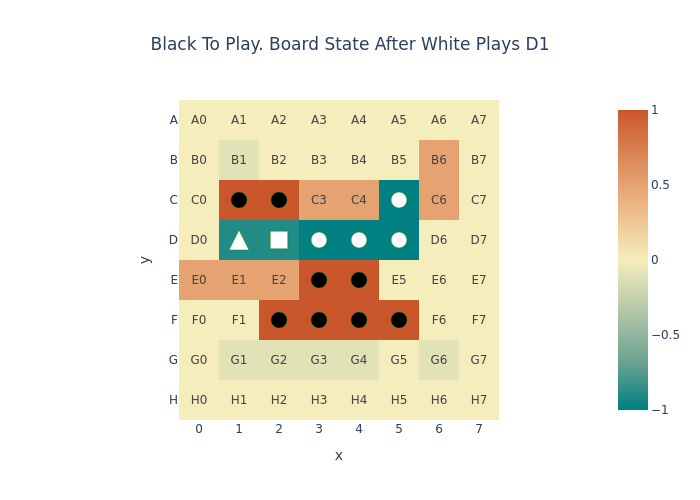 Black To Play. Board State After White Plays D1
A A0 A1 A2 A3 A4 A5 A6 A7
B B0 B1 B2 B3 B4 B5 B6 B7
C C0 C3 C4 C6 C7
D D0 D6 D7
E E0 E1 E2 E5 E6 E7
F F0 F1 F6 F7
G G0 G1 G2 G3 G4 G5 G6 G7
H H0 H1 H2 H3 H4 H5 H6 H7
0 1 2 3 4 5 6 7
x
y
1
0.5
0
−0.5
−1